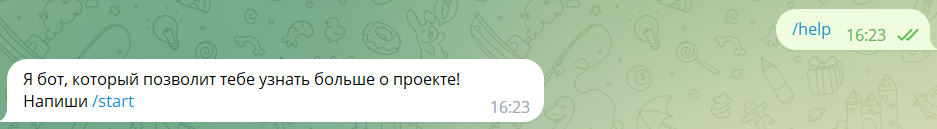 /help 16:23
Я бот, который позволит тебе узнать больше о проекте!
Напиши /start
16:23